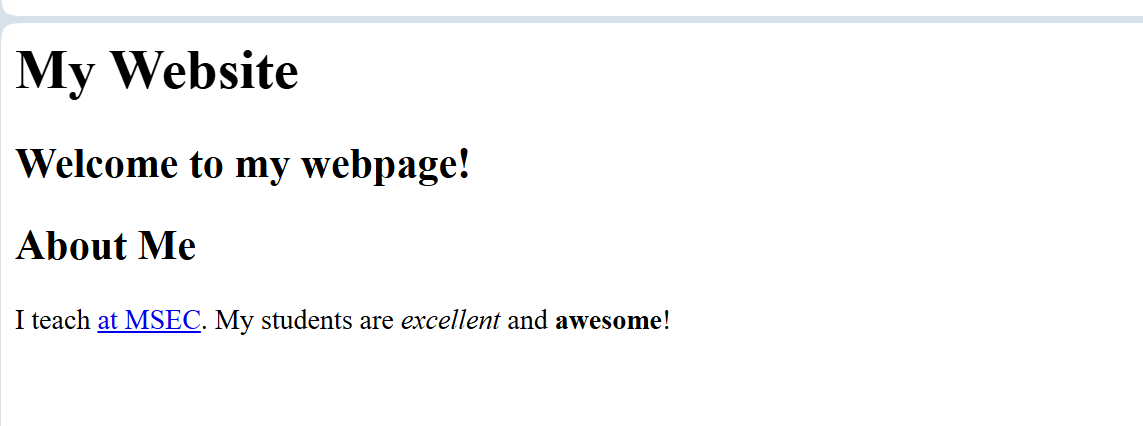 My Website
Welcome to my webpage!
About Me
I teach at MSEC. My students are excellent and awesome!